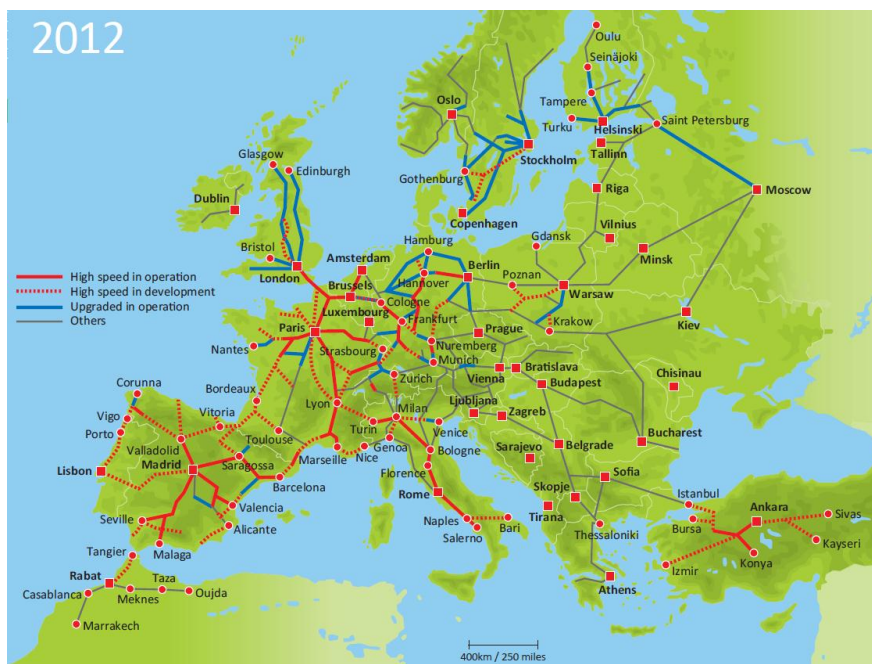 2012
Oulu
Seinäjoki
Oslo
Tampere
Turku
Helsinki
Saint Petersburg
Stockholm
Tallinn
Glasgow
Edinburgh
Gothenburg
Riga
Moscow
Dublin
Copenhagen
Vilnius
Hamburg
Gdansk
Minsk
Bristol
Amsterdam
Berlin
London
Hannover
Poznan
High speed in operation
Brussels
Warsaw
High speed in development
Cologne
Upgraded in operation
Luxembourg
Frankfurt
Kiev
Others
Paris
Prague
Krakow
Nantes
Strasbourg
Nuremberg
Munich
Bratislava
Chisinau
Corunna
Bordeaux
Zürich
Vienna
Budapest
Vitoria
Lyon
Milan
Ljubljana
Vigo
Zagreb
Porto
Turin
Venice
Toulouse
Genoa
Bucharest
Valladolid
Marseille
Nice
Bologne
Sarajevo
Belgrade
Lisbon
Madrid
Saragossa
Florence
Sofia
Barcelona
Rome
Skopje
Istanbul
Ankara
Sivas
Seville
Valencia
Naples
Bari
Tirana
Bursa
Alicante
Salerno
Thessaloniki
Kayseri
Malaga
Tangier
Izmir
Konya
Rabat
Taza
Athens
Casablanca
Meknes
Oujda
Marrakech
400km / 250 miles